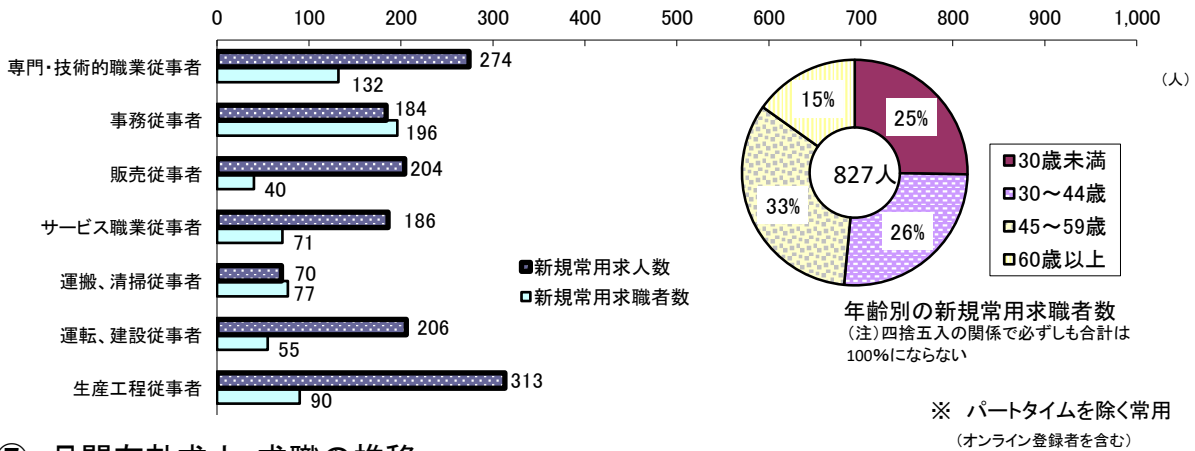 0 100 200 300 400 500 600 700 800 900 1,000
(人)
専門・技術的職業従事者 274
132
事務従事者 184
196
販売従事者 204
40
サービス職業従事者 186
71
運搬、清掃従事者 70
77
運転、建設従事者 206
55
生産工程従事者 313
90
■新規常用求人数
□新規常用求職者数
15%
25%
827人
33%
26%
■30歳未満
30～44歳
45～59歳
60歳以上
年齢別の新規常用求職者数
(注)四捨五入の関係で必ずしも合計は
100%にならない
※ パートタイムを除く常用
(オンライン登録者を含む)